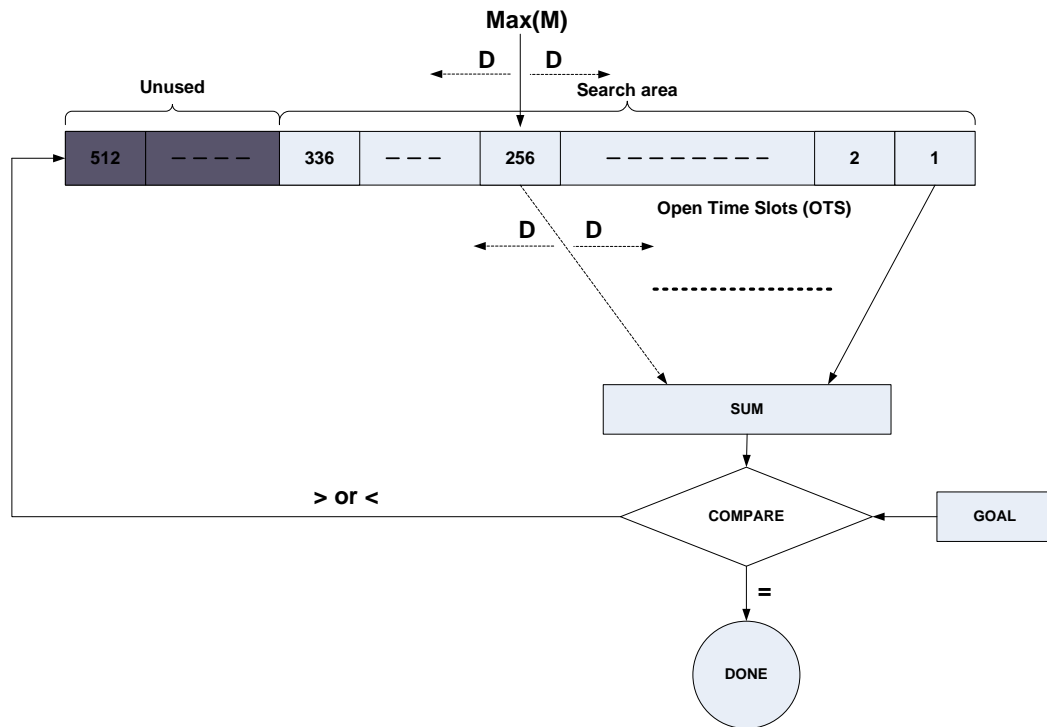 Max(M)
D D
Unused
Search area
512 336 256 2 1
Open Time Slots (OTS)
D D
SUM
> or <
COMPARE
GOAL
=
DONE